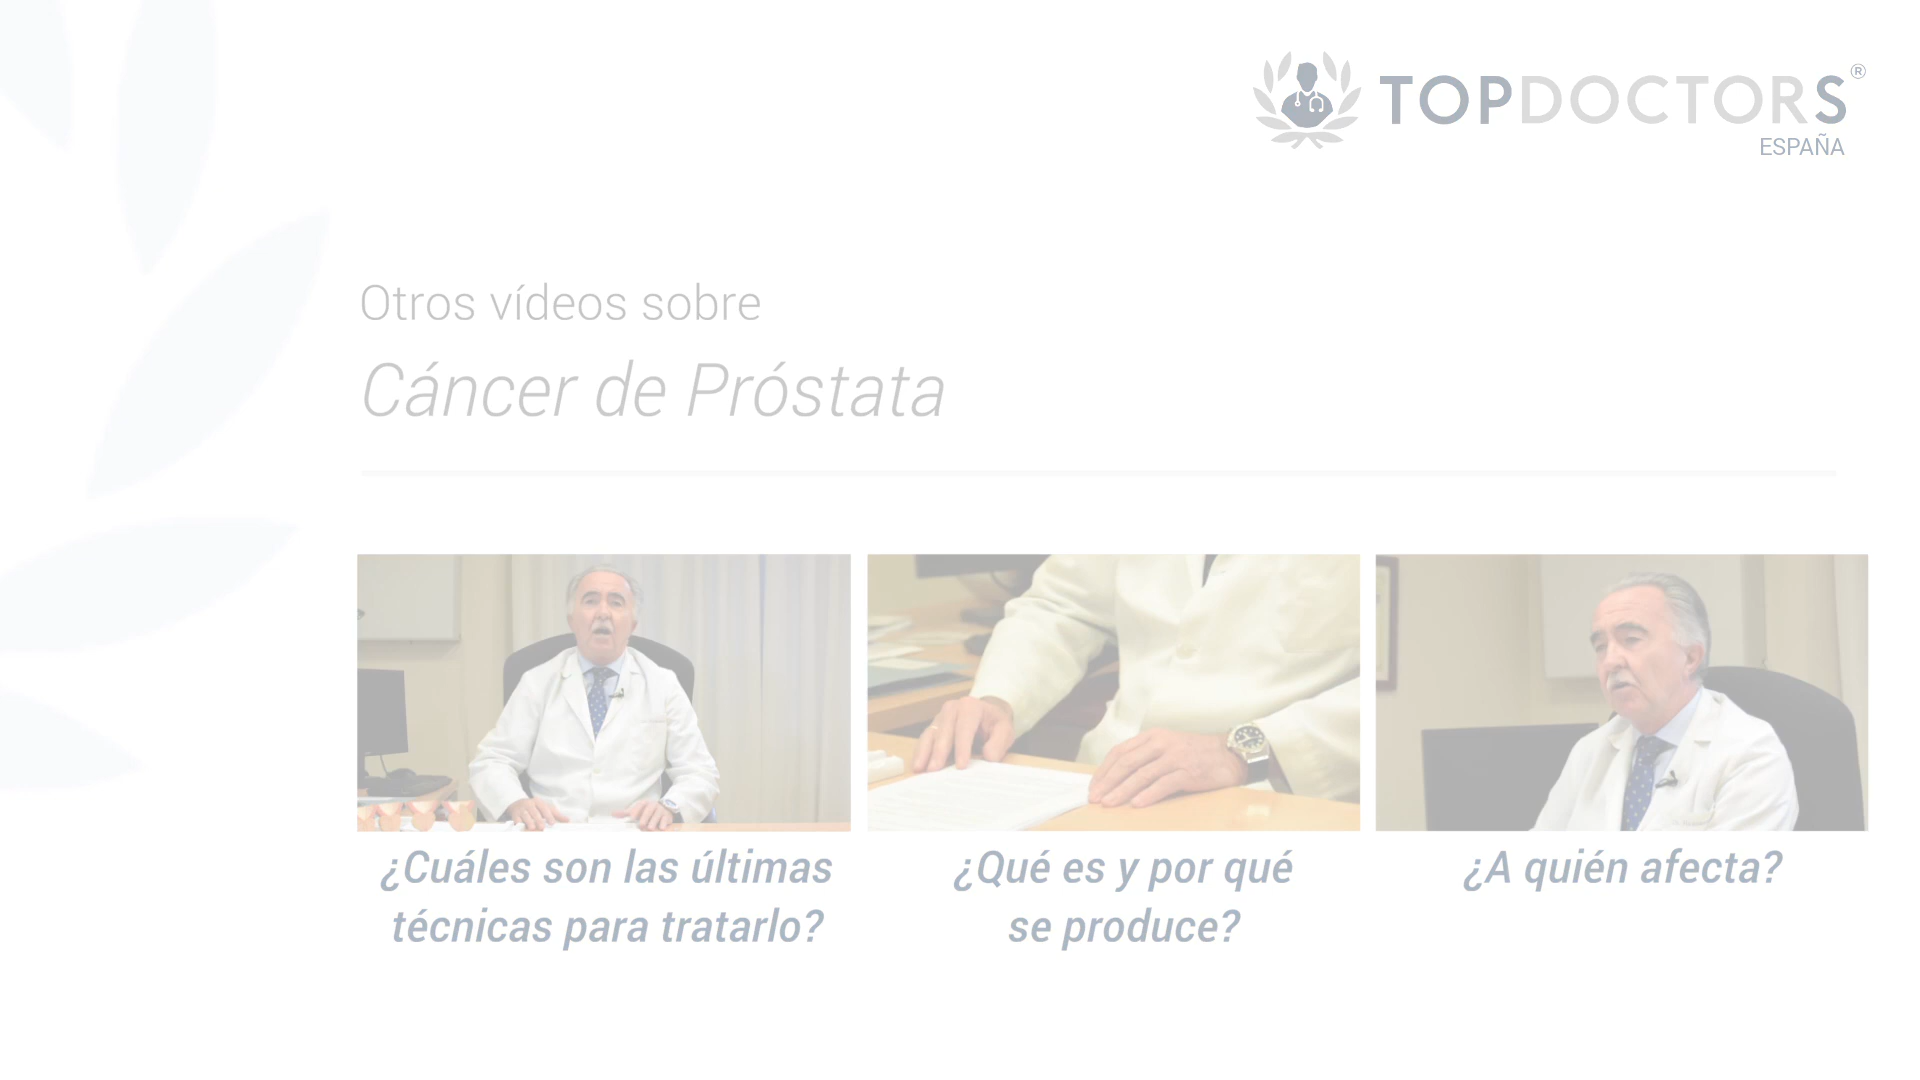 TOPDOCTORS®
ESPAÑA
Otros vídeos sobre
Cáncer de Próstata
¿Cuáles son las últimas
técnicas para tratarlo?
¿Qué es y por qué
se produce?
¿A quién afecta?